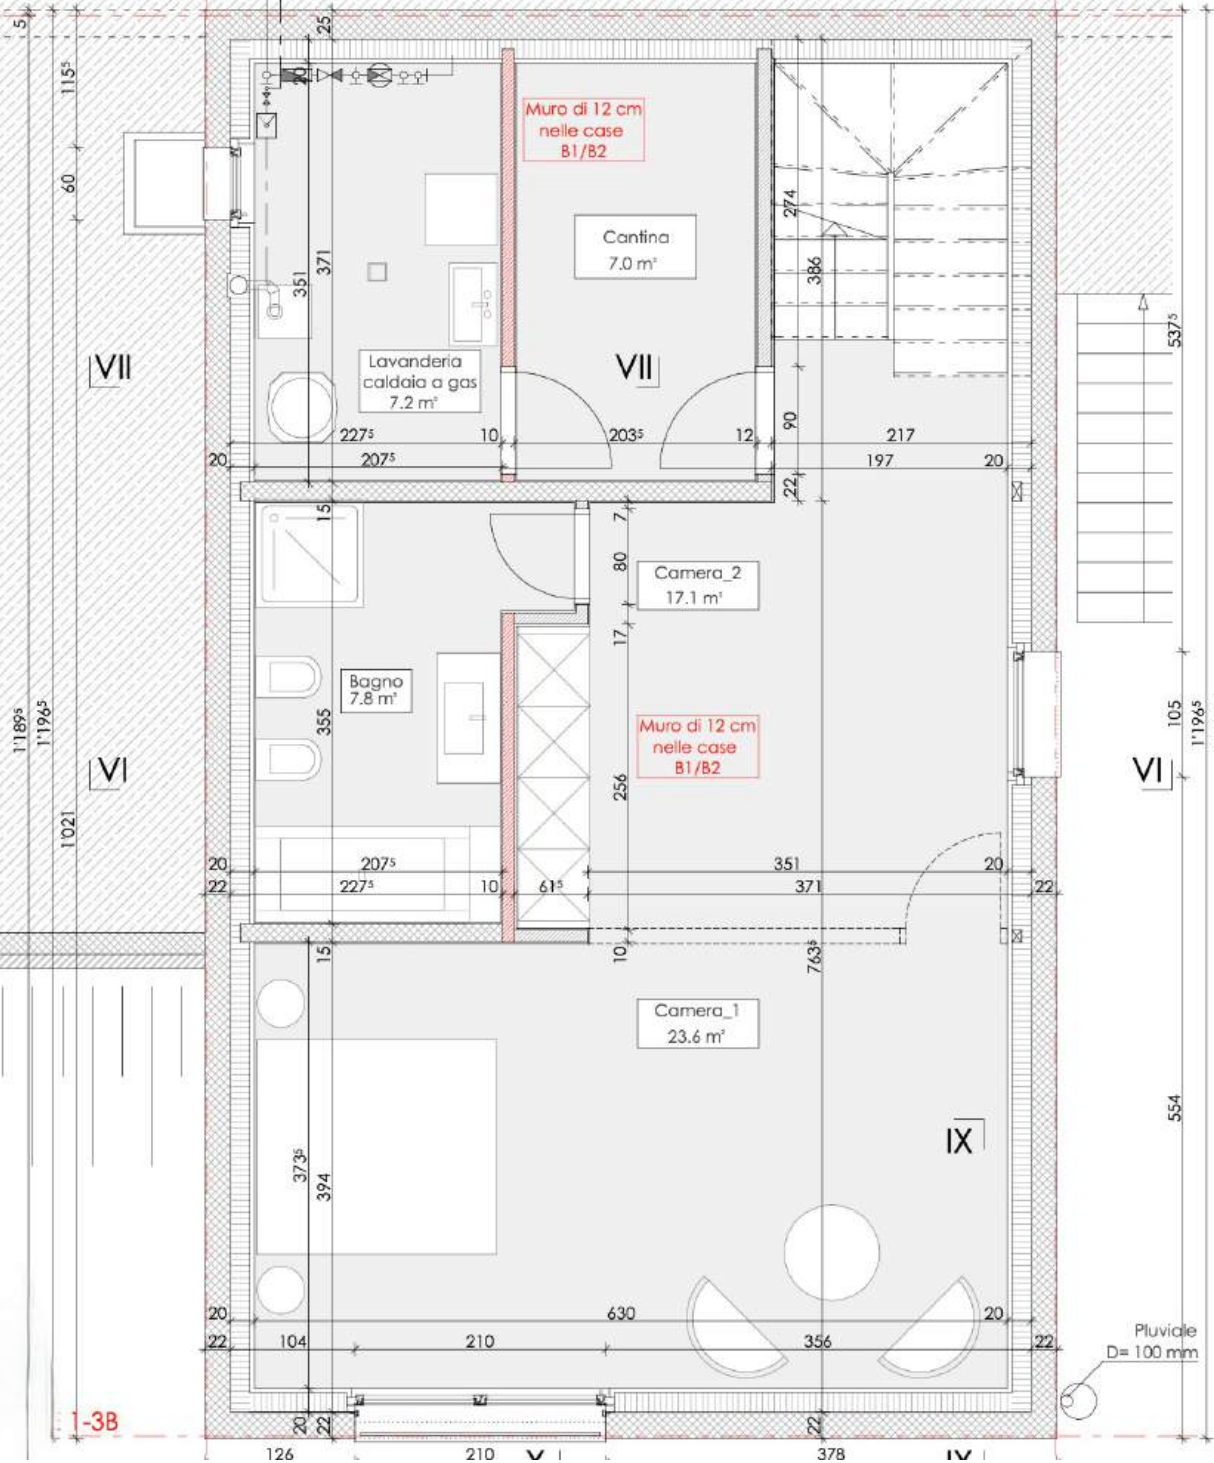 5
25
115⁵
20
Muro di 12 cm
nelle case
B1/B2
60
274
Cantina
7.0 m²
371
351
386
537⁵
VII
Lavanderia
caldaia a gas
7.2 m²
VII
90
227⁵
10
203⁵
12
217
20
207⁵
197
20
22
15
7
80
Camera_2
17.1 m²
17
Bagno
7.8 m²
355
1'189⁵
1'196⁵
105
1'196⁵
Muro di 12 cm
nelle case
B1/B2
VI
VI
256
1'021
20
207⁵
351
20
22
227⁵
10
61⁵
371
22
15
10
763⁵
Camera_1
23.6 m²
554
IX
373⁵
394
20
630
20
22
104
210
356
22
Pluviale
D= 100 mm
1-3B
20
22
22
126
210
378